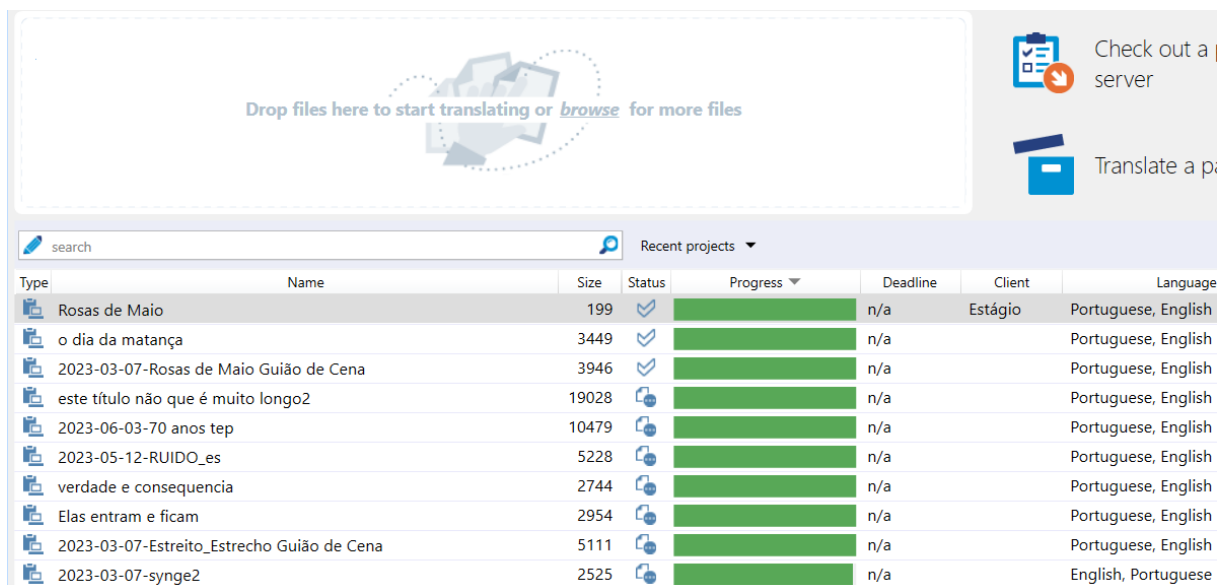 Drop files here to start translating or browse for more files
Check out a
server
Translate a
search
Recent projects
Type Name Size Status Progress Deadline Client Language
Rosas de Maio 199 n/a Estágio Portuguese, English
o dia da matança 3449 n/a Portuguese, English
2023-03-07-Rosas de Maio Guião de Cena 3946 n/a Portuguese, English
este título não que é muito longo2 19028 n/a Portuguese, English
2023-06-03-70 anos tep 10479 n/a Portuguese, English
2023-05-12-RUIDO_es 5228 n/a Portuguese, English
verdade e consequencia 2744 n/a Portuguese, English
Elas entram e ficam 2954 n/a Portuguese, English
2023-03-07-Estreito_Estrecho Guião de Cena 5111 n/a Portuguese, English
2023-03-07-synge2 2525 n/a English, Portuguese